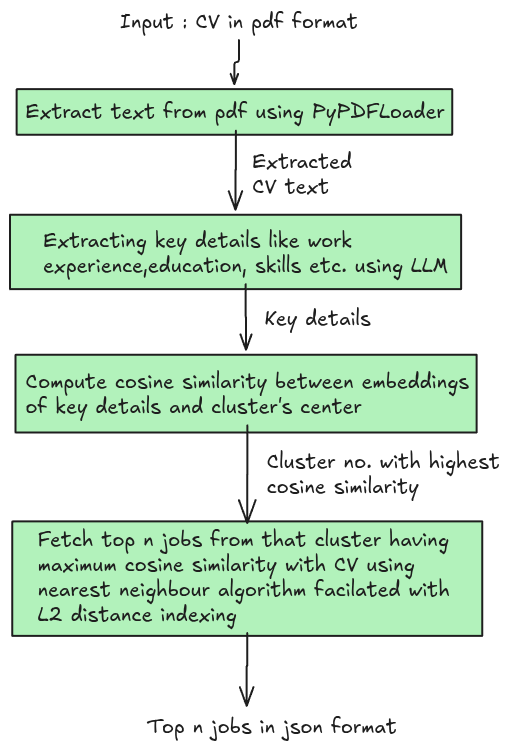 Input : CV in pdf format
Extract text from pdf using PyPDFLoader
Extracted
CV text
Extracting key details like work
experience,education, skills etc. using LLM
Key details
Compute cosine similarity between embeddings
of key details and cluster's center
Cluster no. with highest
cosine similarity
Fetch top n jobs from that cluster having
maximum cosine similarity with CV using
nearest neighbour algorithm facilated with
L2 distance indexing
Top n jobs in json format